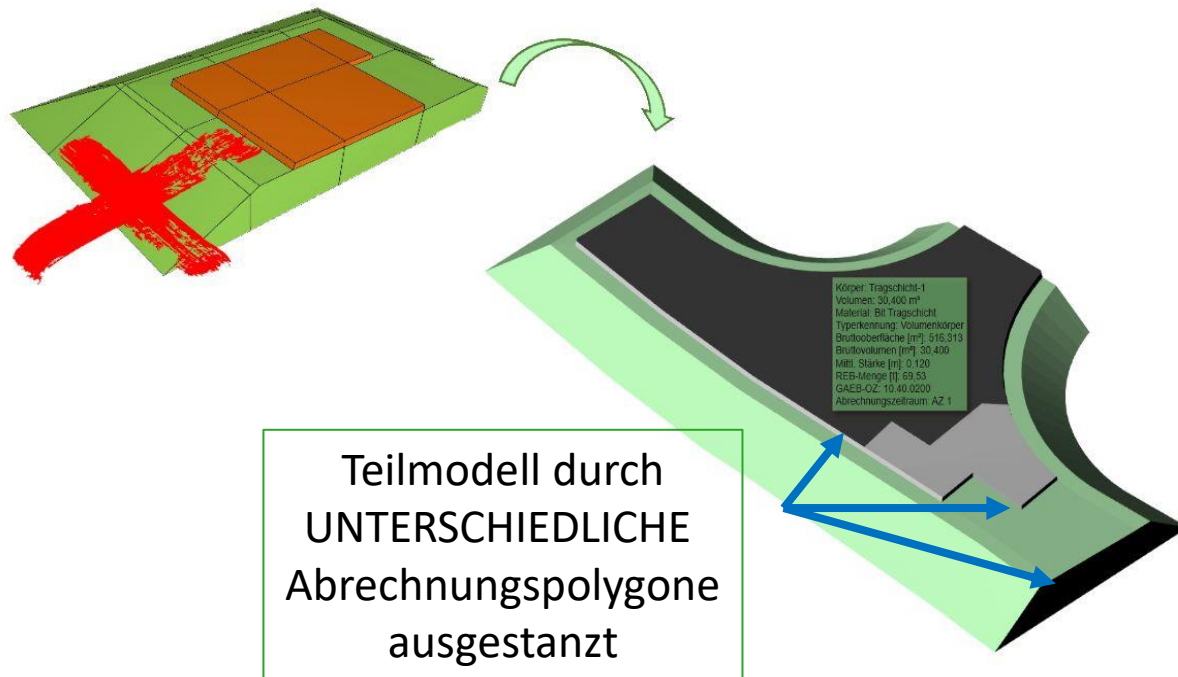 Körper: Tragschicht-1
Volumen: 30,400 m³
Material: Bit Tragschicht
Typerkennung: Volumenkörper
Bruttooberfläche [m²]: 516,313
Bruttovolumen [m³]: 30,400
Mittl. Stärke [m]: 0,120
REB-Menge [t]: 69,53
GAEB-OZ: 10.40.0200
Abrechnungszeitraum: AZ 1
Teilmodell durch
UNTERSCHIEDLICHE
Abrechnungspolygone
ausgestanzt